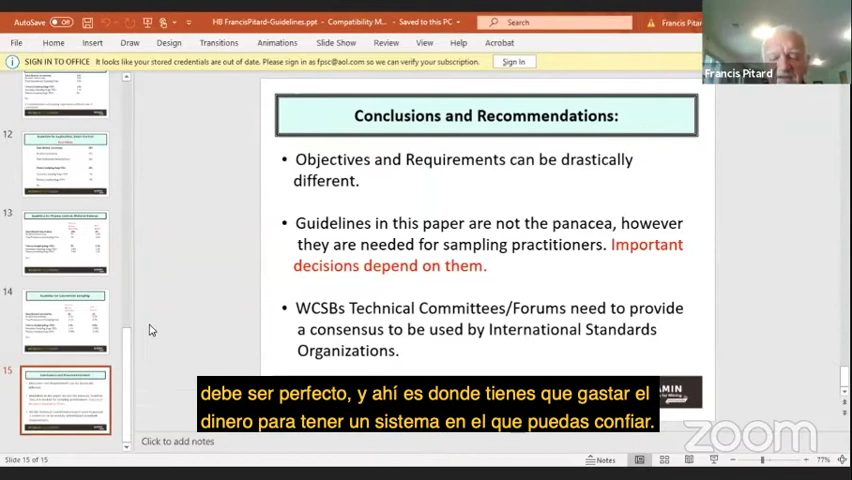 AutoSave
Off
HB FrancisPitard-Guidelines.ppt - Compatibility M... - Saved to this PC
Search
Francis Pitard
File Home Insert Draw Design Transitions Animations Slide Show Review View Help Acrobat
SIGN IN TO OFFICE It looks like your stored credentials are out of date. Please sign in as fpsc@aol.com so we can verify your subscription. Sign In
Francis Pitard
12
13
14
15
Conclusions and Recommendations:
• Objectives and Requirements can be drastically
different.
• Guidelines in this paper are not the panacea, however
they are needed for sampling practitioners. Important
decisions depend on them.
• WCSBs Technical Committees/Forums need to provide
a consensus to be used by International Standards
Organizations.
debe ser perfecto, y ahí es donde tienes que gastar el
dinero para tener un sistema en el que puedas confiar.
AMIN
zoom
Click to add notes
Slide 15 of 15
Notes
77%